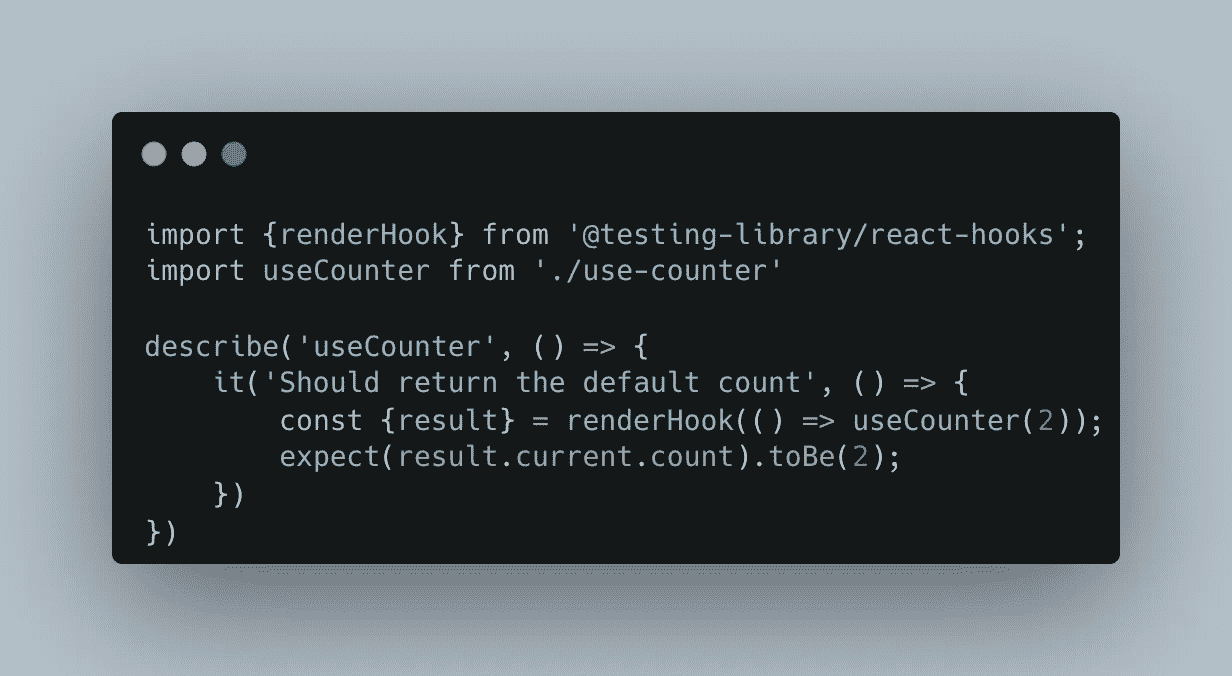 import {renderHook} from '@testing-library/react-hooks';
import useCounter from './use-counter'

describe('useCounter', () => {
    it('Should return the default count', () => {
        const {result} = renderHook(() => useCounter(2));
        expect(result.current.count).toBe(2);
    })
})